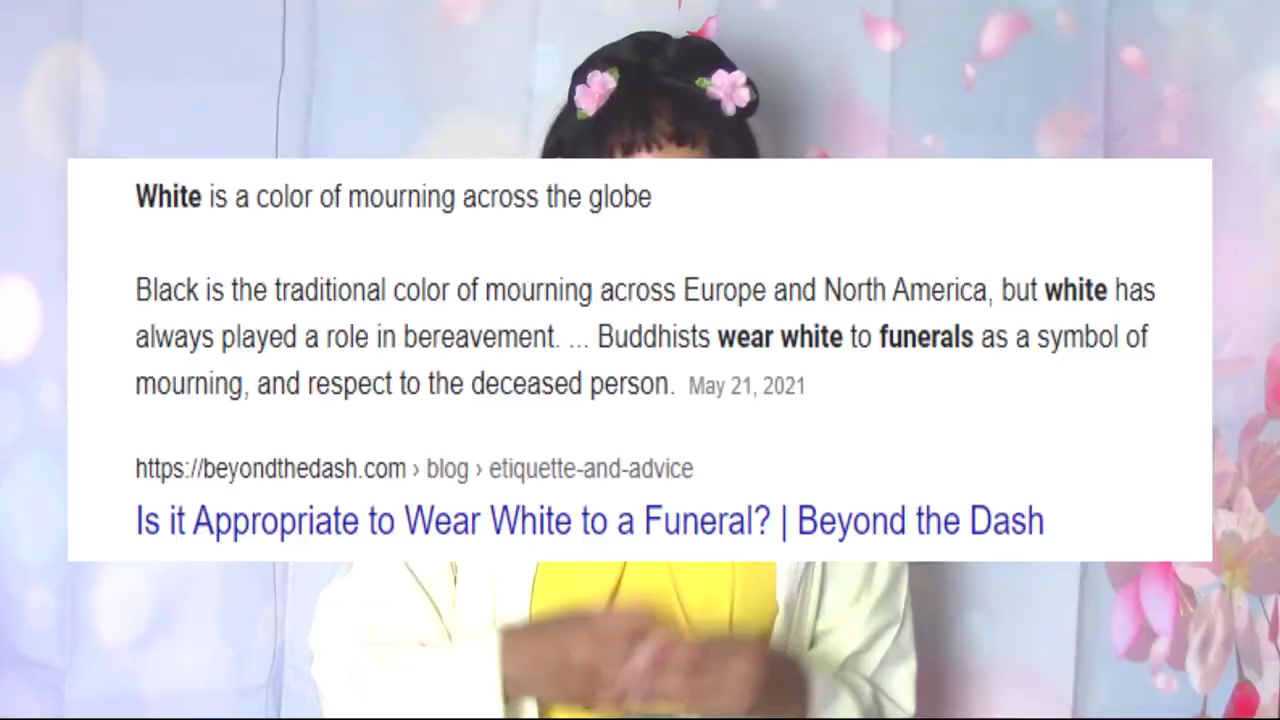 White is a color of mourning across the globe
Black is the traditional color of mourning across Europe and North America, but white has
always played a role in bereavement. ... Buddhists wear white to funerals as a symbol of
mourning, and respect to the deceased person. May 21, 2021
https://beyondthedash.com › blog › etiquette-and-advice
Is it Appropriate to Wear White to a Funeral? | Beyond the Dash